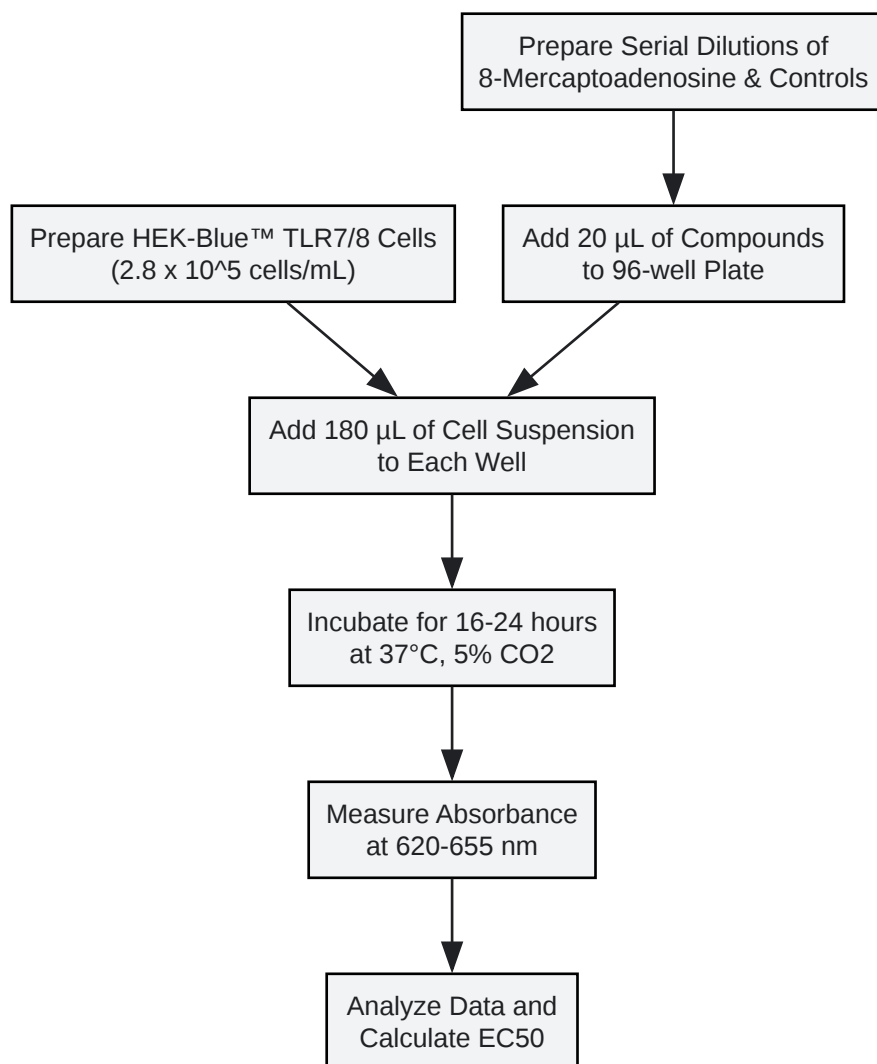 Prepare Serial Dilutions of
8-Mercaptoadenosine & Controls
Prepare HEK-Blue™ TLR7/8 Cells
(2.8 x 10^5 cells/mL)
Add 20 µL of Compounds
to 96-well Plate
Add 180 µL of Cell Suspension
to Each Well
Incubate for 16-24 hours
at 37°C, 5% CO2
Measure Absorbance
at 620-655 nm
Analyze Data and
Calculate EC50